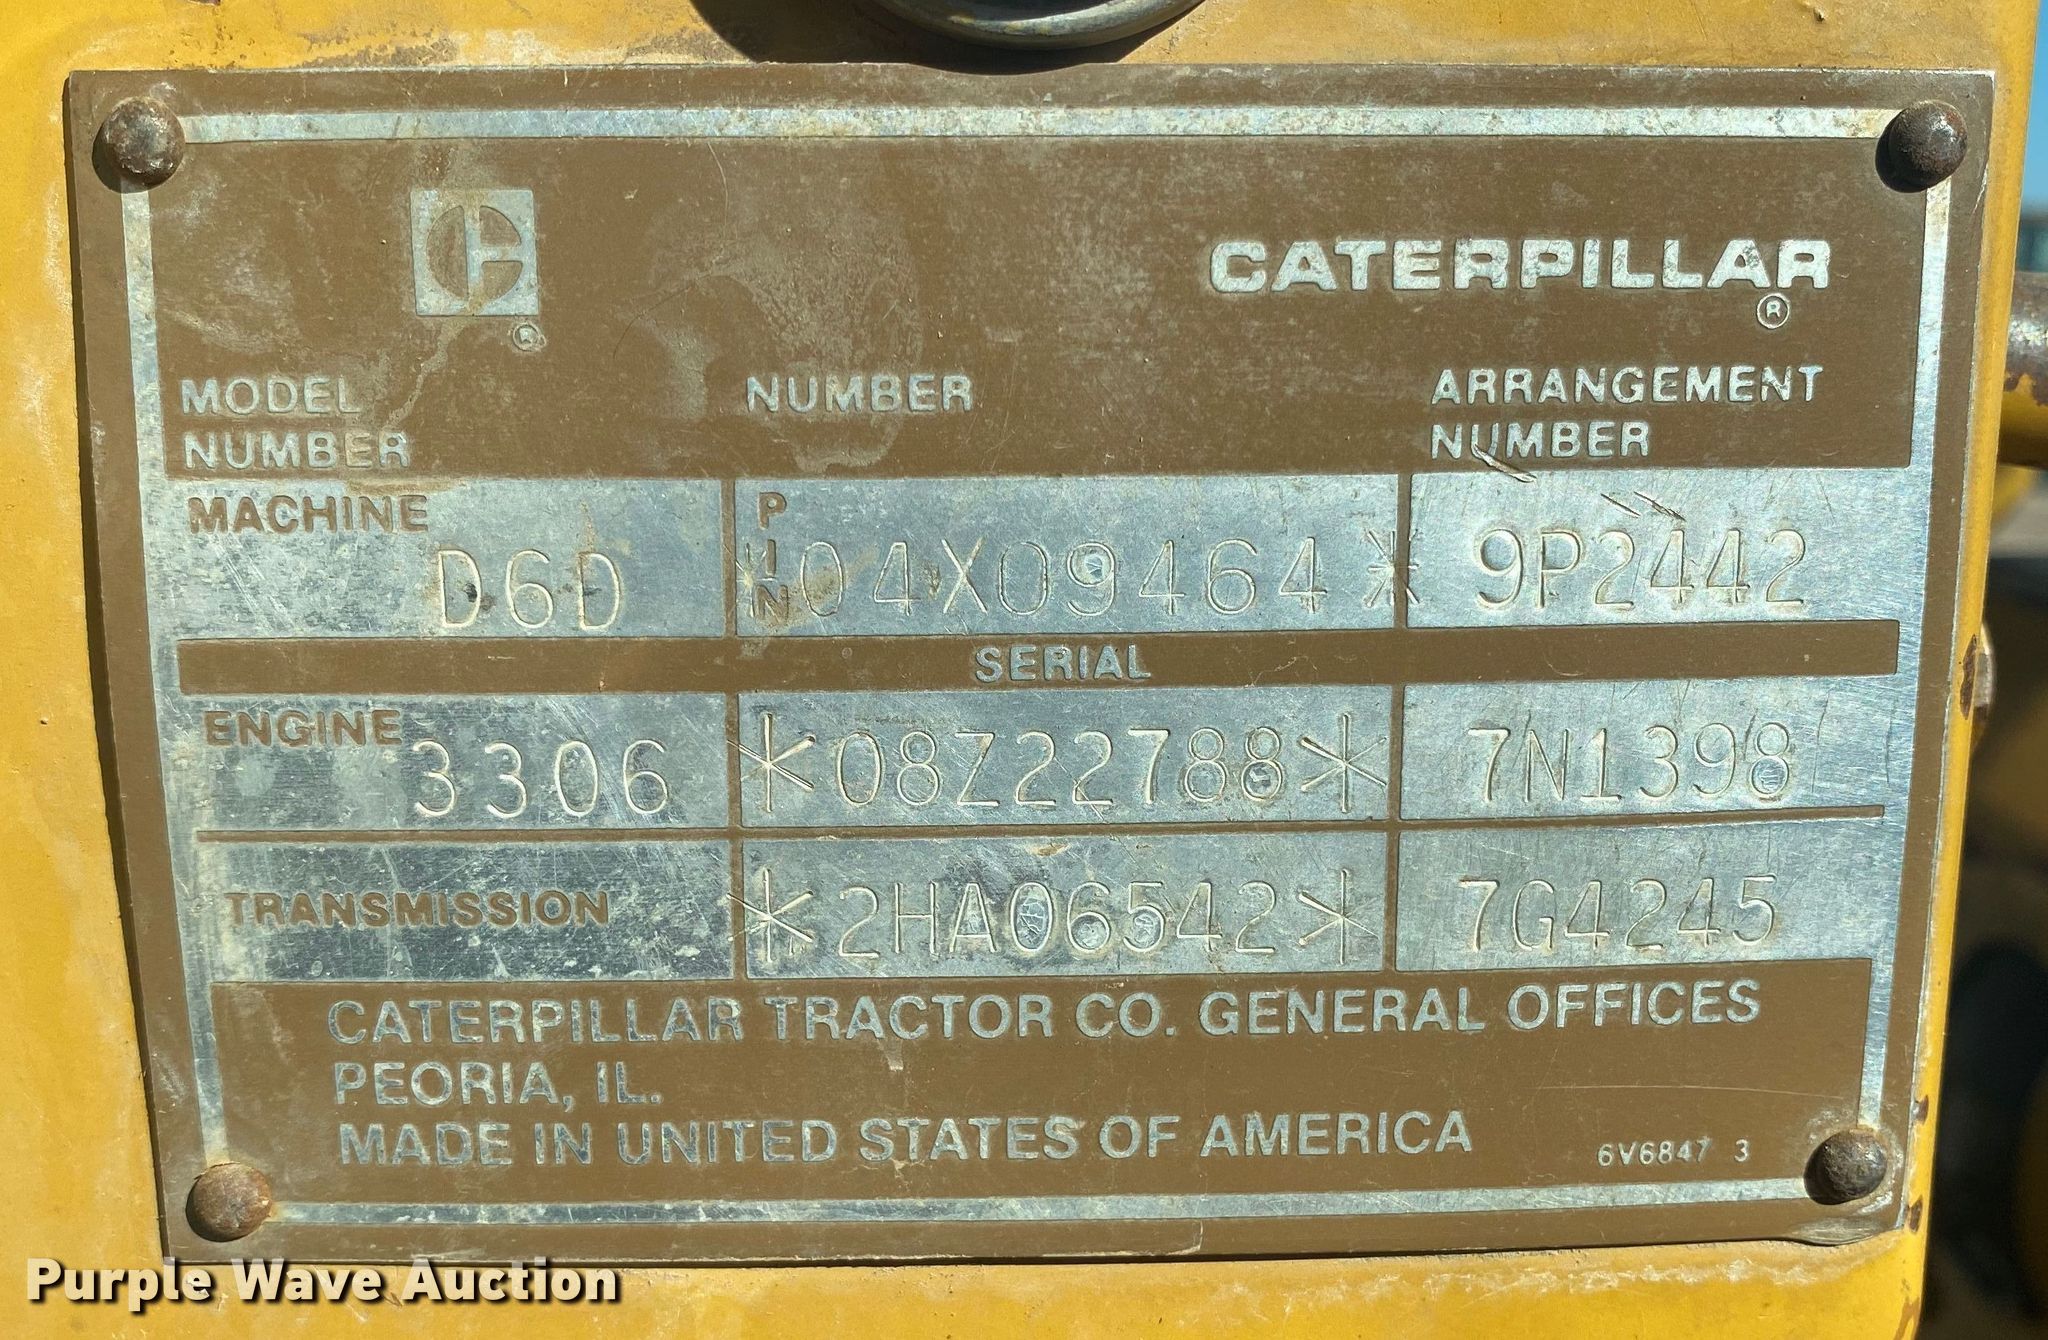 CATERPILLAR
®
®
MODEL NUMBER ARRANGEMENT
NUMBER NUMBER
MACHINE D6D PIN *04X09464* 9P2442
SERIAL
ENGINE 3306 *08Z22788* 7N1398
TRANSMISSION *2HA06542* 7G4245
CATERPILLAR TRACTOR CO. GENERAL OFFICES
PEORIA, IL.
MADE IN UNITED STATES OF AMERICA 6V6847 3
Purple Wave Auction